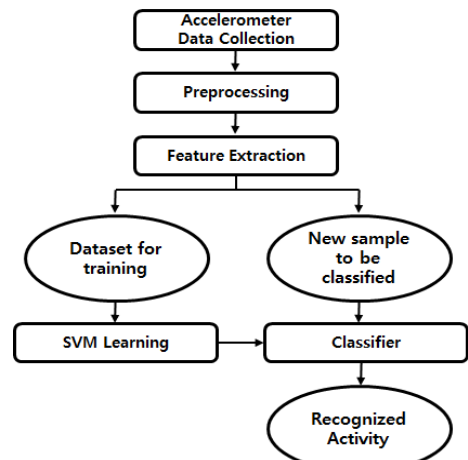 Accelerometer
Data Collection
Preprocessing
Feature Extraction
Dataset for
training
New sample
to be
classified
SVM Learning
Classifier
Recognized
Activity